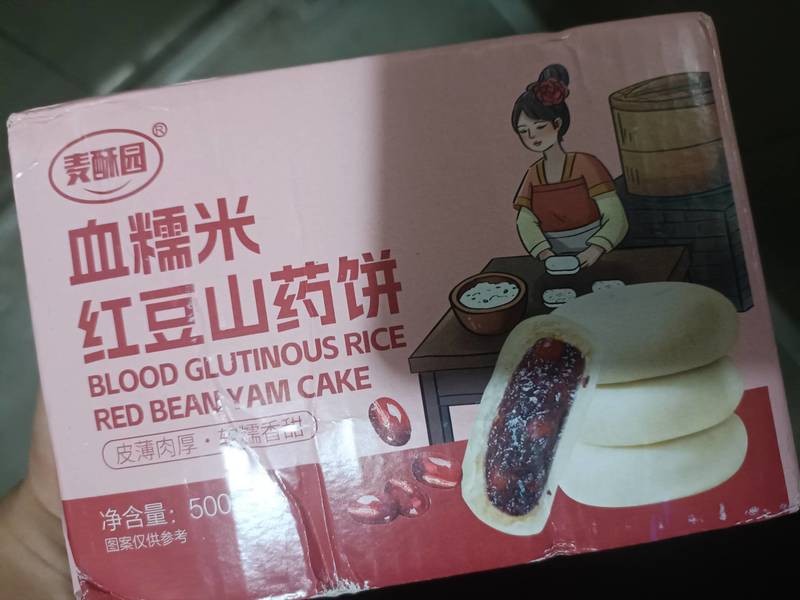 麦酥园®
血糯米
红豆山药饼
BLOOD GLUTINOUS RICE
RED BEAN YAM CAKE
皮薄肉厚·软糯香甜
净含量：500
图案仅供参考